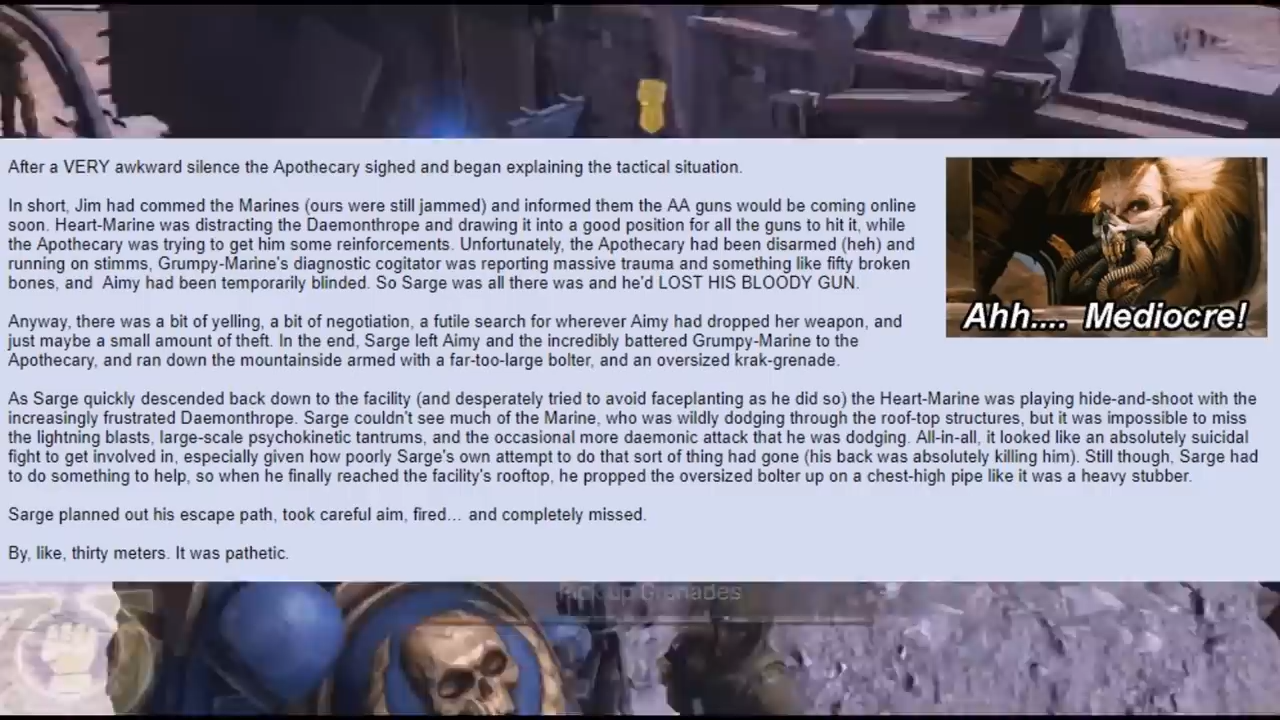 After a VERY awkward silence the Apothecary sighed and began explaining the tactical situation.
In short, Jim had commed the Marines (ours were still jammed) and informed them the AA guns would be coming online
soon. Heart-Marine was distracting the Daemonthrope and drawing it into a good position for all the guns to hit it, while
the Apothecary was trying to get him some reinforcements. Unfortunately, the Apothecary had been disarmed (heh) and
running on stimms, Grumpy-Marine's diagnostic cogitator was reporting massive trauma and something like fifty broken
bones, and Aimy had been temporarily blinded. So Sarge was all there was and he'd LOST HIS BLOODY GUN.
Ahh.... Mediocre!
Anyway, there was a bit of yelling, a bit of negotiation, a futile search for wherever Aimy had dropped her weapon, and
just maybe a small amount of theft. In the end, Sarge left Aimy and the incredibly battered Grumpy-Marine to the
Apothecary, and ran down the mountainside armed with a far-too-large bolter, and an oversized krak-grenade.
As Sarge quickly descended back down to the facility (and desperately tried to avoid faceplanting as he did so) the Heart-Marine was playing hide-and-shoot with the
increasingly frustrated Daemonthrope. Sarge couldn't see much of the Marine, who was wildly dodging through the roof-top structures, but it was impossible to miss
the lightning blasts, large-scale psychokinetic tantrums, and the occasional more daemonic attack that he was dodging. All-in-all, it looked like an absolutely suicidal
fight to get involved in, especially given how poorly Sarge's own attempt to do that sort of thing had gone (his back was absolutely killing him). Still though, Sarge had
to do something to help, so when he finally reached the facility's rooftop, he propped the oversized bolter up on a chest-high pipe like it was a heavy stubber.
Sarge planned out his escape path, took careful aim, fired... and completely missed.
By, like, thirty meters. It was pathetic.
Pick up Grenades